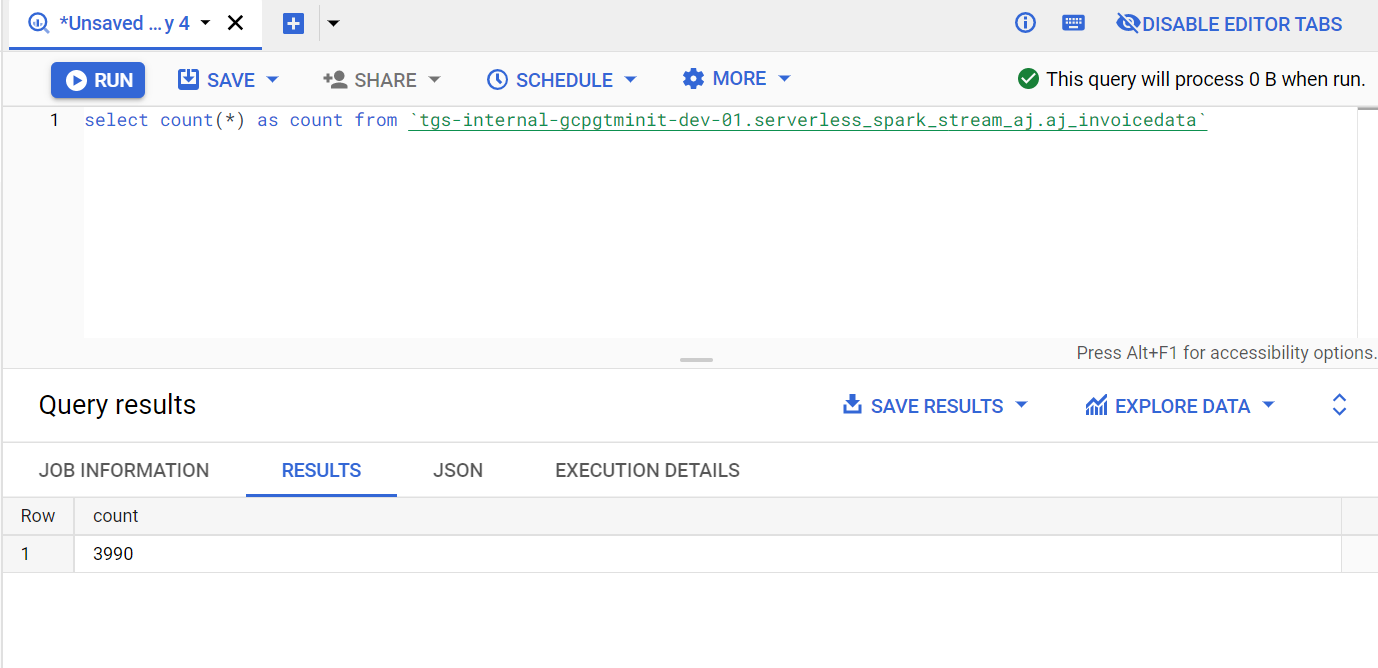 *Unsaved ...y 4
DISABLE EDITOR TABS
RUN SAVE SHARE SCHEDULE MORE This query will process 0 B when run.
1 select count(*) as count from `tgs-internal-gcpgtminit-dev-01.serverless_spark_stream_aj.aj_invoicedata`
Press Alt+F1 for accessibility options.
Query results SAVE RESULTS EXPLORE DATA
JOB INFORMATION RESULTS JSON EXECUTION DETAILS
Row count
1 3990